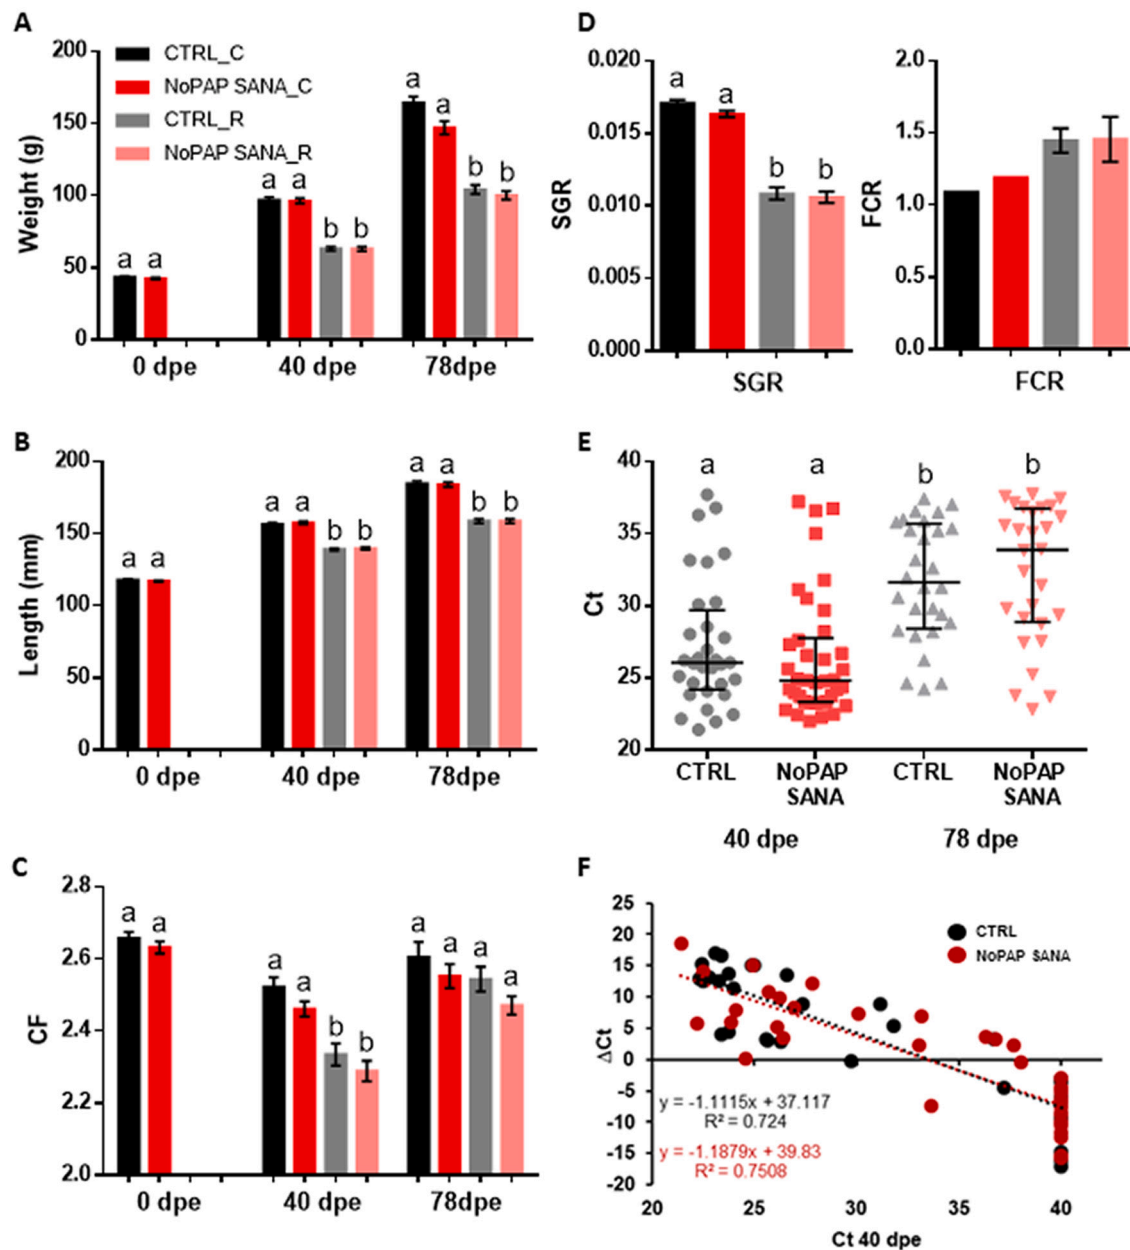 A
Weight (g)
200
150
100
50
0
CTRL_C
NoPAP SANA_C
CTRL_R
NoPAP SANA_R
a a
a a b b
a a b b
0 dpe 40 dpe 78dpe
B
Length (mm)
200
150
100
50
0
a a
a a b b
a a b b
0 dpe 40 dpe 78dpe
C
CF
2.8
2.6
2.4
2.2
2.0
a a
a a b b
a a a a
0 dpe 40 dpe 78dpe
D
SGR
0.020
0.015
0.010
0.005
0.000
a a b b
SGR
FCR
2.0
1.5
1.0
0.5
0.0
FCR
E
Ct
40
35
30
25
20
a a b b
CTRL NoPAP SANA CTRL NoPAP SANA
40 dpe 78 dpe
F
ΔCt
25
20
15
10
5
0
-5
-10
-15
-20
CTRL
NoPAP SANA
y = -1.1115x + 37.117
R² = 0.724
y = -1.1879x + 39.83
R² = 0.7508
20 25 30 35 40
Ct 40 dpe